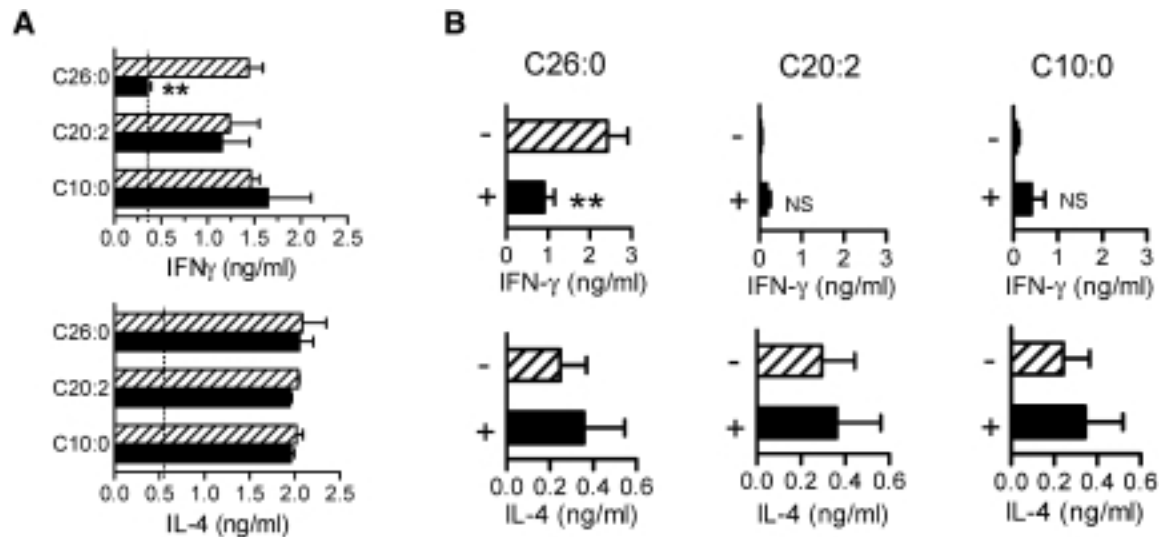 A
C26:0
**
C20:2
C10:0
0.0 0.5 1.0 1.5 2.0 2.5
IFNγ (ng/ml)
C26:0
C20:2
C10:0
0.0 0.5 1.0 1.5 2.0 2.5
IL-4 (ng/ml)
B
C26:0 C20:2 C10:0
- - -
+ ** + NS + NS
0 1 2 3 0 1 2 3 0 1 2 3
IFN-γ (ng/ml) IFN-γ (ng/ml) IFN-γ (ng/ml)
- - -
+ + +
0.0 0.2 0.4 0.6 0.0 0.2 0.4 0.6 0.0 0.2 0.4 0.6
IL-4 (ng/ml) IL-4 (ng/ml) IL-4 (ng/ml)